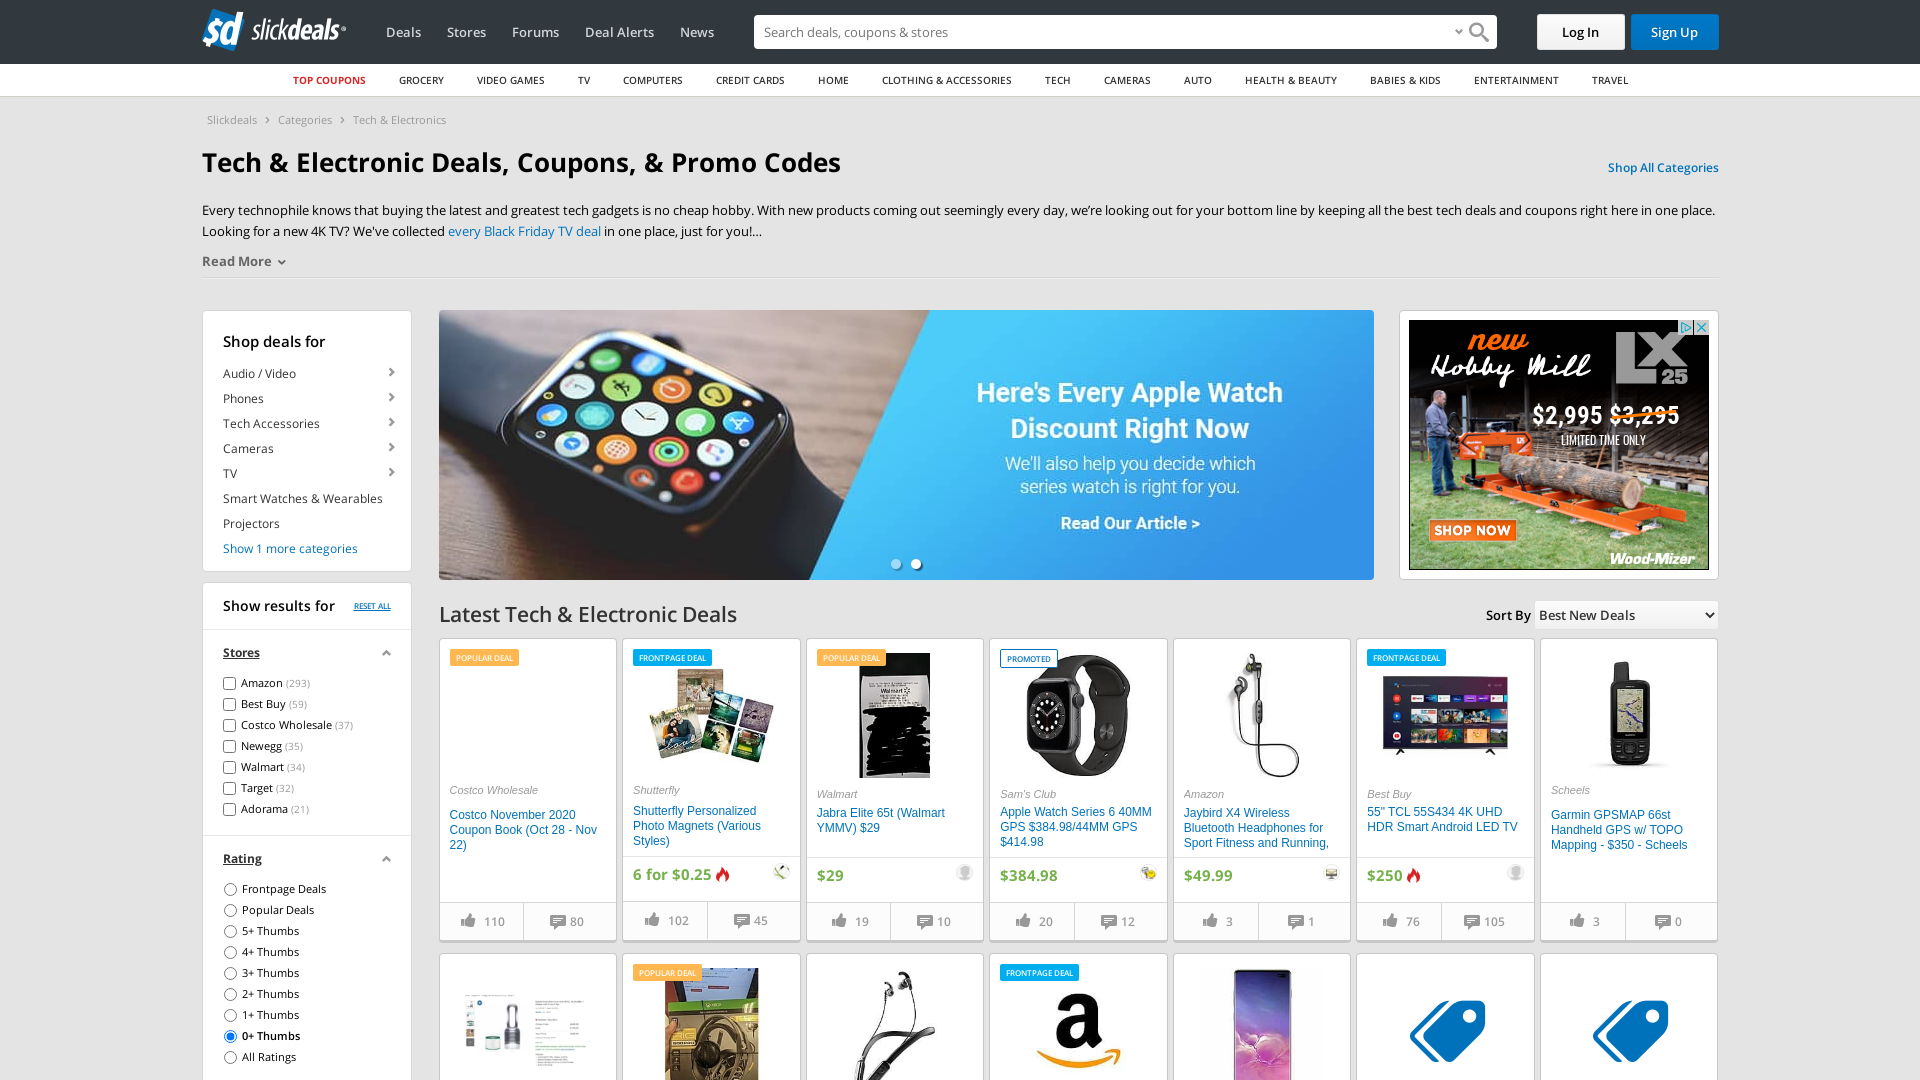 slickdeals
Deals
Stores
Forums
Deal Alerts
News
Search deals, coupons & stores
Log In
Sign Up
TOP COUPONS
GROCERY
VIDEO GAMES
TV
COMPUTERS
CREDIT CARDS
HOME
CLOTHING & ACCESSORIES
TECH
CAMERAS
AUTO
HEALTH & BEAUTY
BABIES & KIDS
ENTERTAINMENT
TRAVEL
Slickdeals
Categories
Tech & Electronics
Tech & Electronic Deals, Coupons, & Promo Codes
Shop All Categories
Every technophile knows that buying the latest and greatest tech gadgets is no cheap hobby. With new products coming out seemingly every day, we’re looking out for your bottom line by keeping all the best tech deals and coupons right here in one place.
Looking for a new 4K TV? We've collected every Black Friday TV deal in one place, just for you!...
Read More
Shop deals for
Audio / Video
Phones
Tech Accessories
Cameras
TV
Smart Watches & Wearables
Projectors
Show 1 more categories
Show results for
RESET ALL
Stores
Amazon (293)
Best Buy (59)
Costco Wholesale (37)
Newegg (35)
Walmart (34)
Target (32)
Adorama (21)
Rating
Frontpage Deals
Popular Deals
5+ Thumbs
4+ Thumbs
3+ Thumbs
2+ Thumbs
1+ Thumbs
0+ Thumbs
All Ratings
Here's Every Apple Watch
Discount Right Now
We'll also help you decide which
series watch is right for you.
Read Our Article >
new
Hobby Mill
LX
25
$2,995 $3,295
LIMITED TIME ONLY
SHOP NOW
Wood-Mizer
Latest Tech & Electronic Deals
Sort By
Best New Deals
POPULAR DEAL
Costco Wholesale
Costco November 2020
Coupon Book (Oct 28 - Nov
22)
110
80
FRONTPAGE DEAL
Shutterfly
Shutterfly Personalized
Photo Magnets (Various
Styles)
6 for $0.25
102
45
POPULAR DEAL
Walmart
Walmart
Jabra Elite 65t (Walmart
YMMV) $29
$29
19
10
PROMOTED
Sam's Club
Apple Watch Series 6 40MM
GPS $384.98/44MM GPS
$414.98
$384.98
20
12
Amazon
Jaybird X4 Wireless
Bluetooth Headphones for
Sport Fitness and Running,
$49.99
3
1
FRONTPAGE DEAL
Best Buy
55" TCL 55S434 4K UHD
HDR Smart Android LED TV
$250
76
105
Scheels
Garmin GPSMAP 66st
Handheld GPS w/ TOPO
Mapping - $350 - Scheels
3
0
POPULAR DEAL
FRONTPAGE DEAL